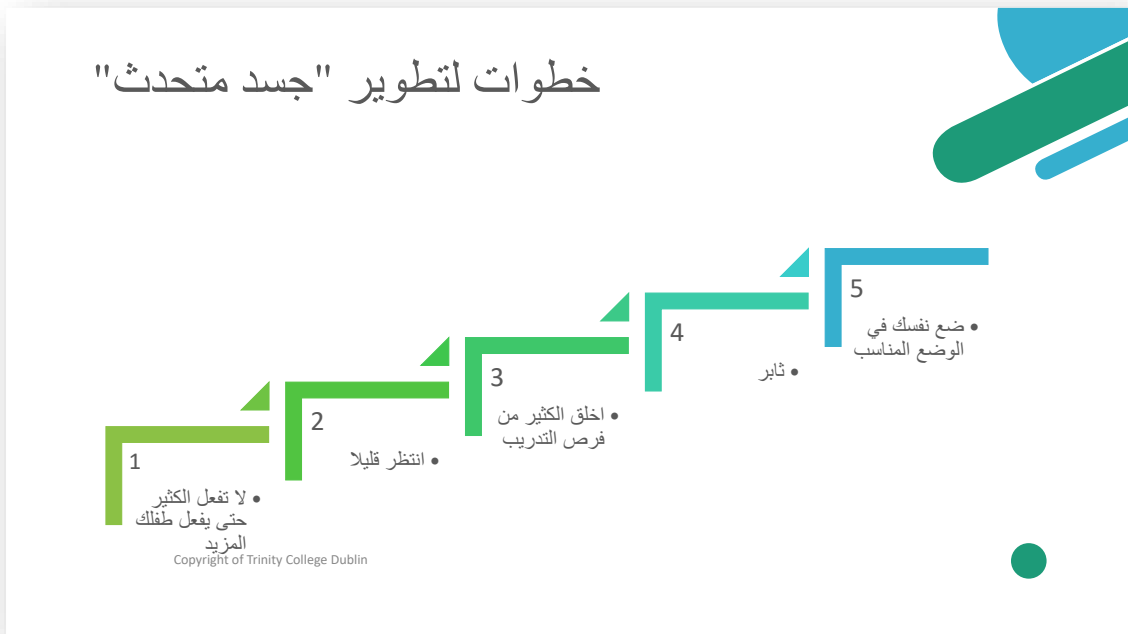 خطوات لتطوير "جسد متحدث"
1
• لا تفعل الكثير
حتى يفعل طفلك
المزيد
2
• انتظر قليلا
3
• اخلق الكثير من
فرص التدريب
4
• ثابر
5
• ضع نفسك في
الوضع المناسب
Copyright of Trinity College Dublin